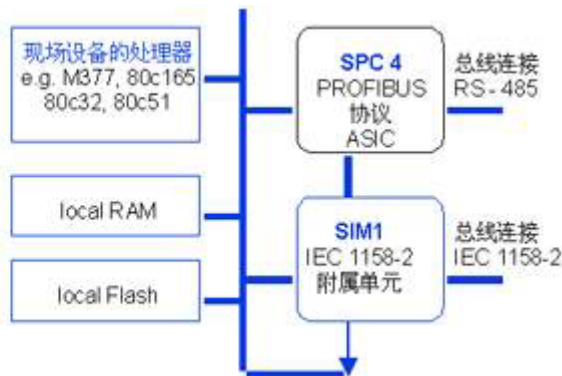 现场设备的处理器
e.g. M377, 80c165
80c32, 80c51
local RAM
local Flash
SPC 4
PROFIBUS
协议
ASIC
总线连接
RS-485
SIM1
IEC 1158-2
附属单元
总线连接
IEC 1158-2